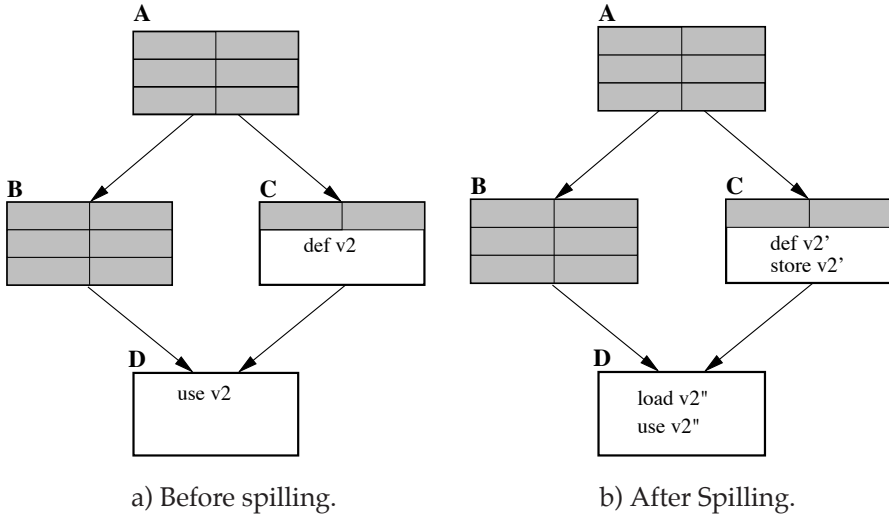 A
B
C
def v2
D
use v2
a) Before spilling.
A
B
C
def v2’
store v2’
D
load v2"
use v2"
b) After Spilling.